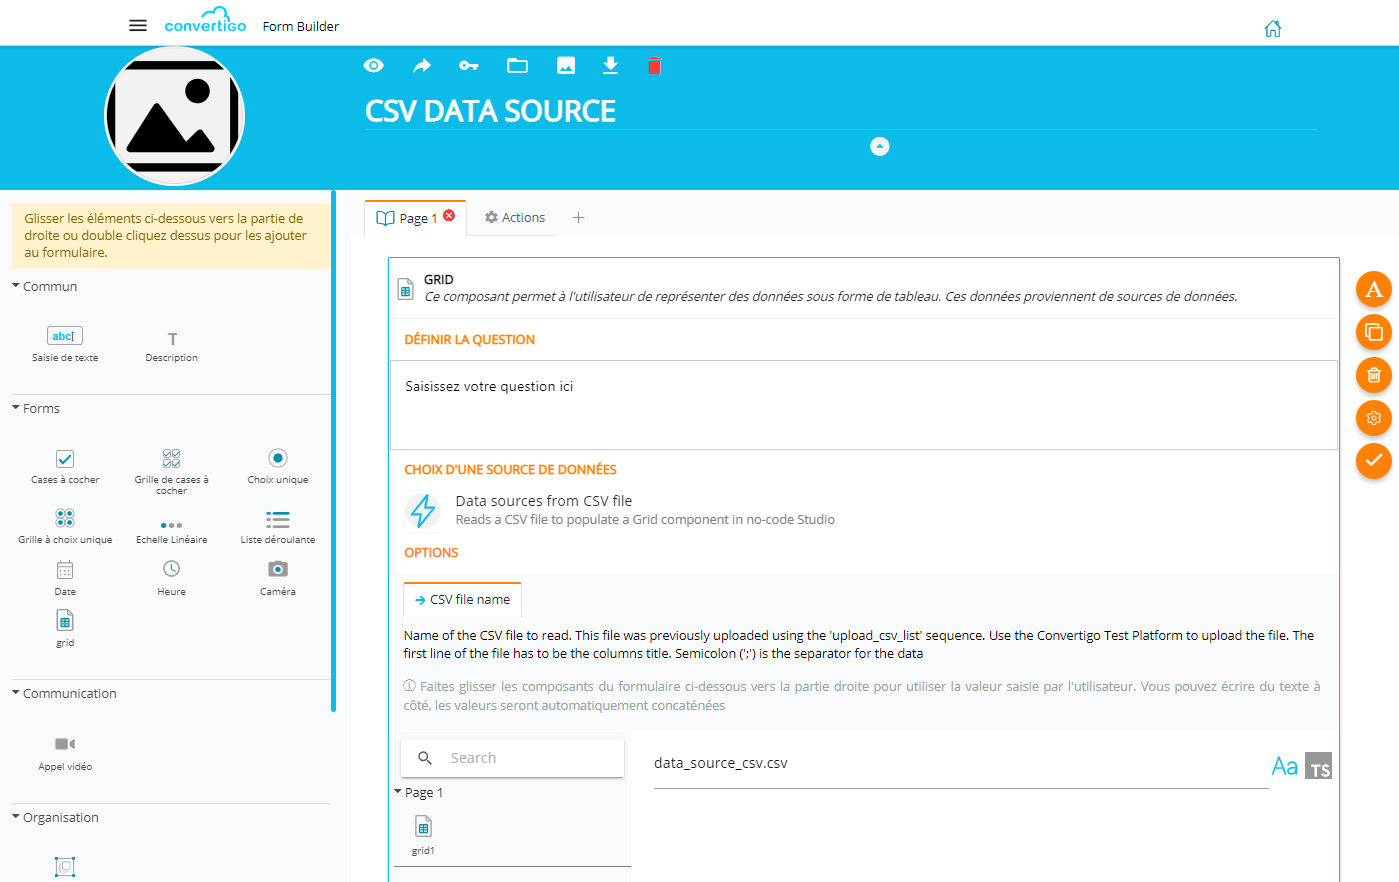 convertigo Form Builder
CSV DATA SOURCE
Glisser les éléments ci-dessous vers la partie de
droite ou double cliquez dessus pour les ajouter
au formulaire.
Commun
abc
Saisie de texte
T
Description
Forms
Cases à cocher
Grille de cases à
cocher
Choix unique
Grille à choix unique
Echelle Linéaire
Liste déroulante
Date
Heure
Caméra
grid
Communication
Appel vidéo
Organisation
Page 1
Actions
GRID
Ce composant permet à l'utilisateur de représenter des données sous forme de tableau. Ces données proviennent de sources de données.
DÉFINIR LA QUESTION
Saisissez votre question ici
CHOIX D'UNE SOURCE DE DONNÉES
Data sources from CSV file
Reads a CSV file to populate a Grid component in no-code Studio
OPTIONS
CSV file name
Name of the CSV file to read. This file was previously uploaded using the 'upload_csv_list' sequence. Use the Convertigo Test Platform to upload the file. The
first line of the file has to be the columns title. Semicolon (';') is the separator for the data
Faites glisser les composants du formulaire ci-dessous vers la partie droite pour utiliser la valeur saisie par l'utilisateur. Vous pouvez écrire du texte à
côté, les valeurs seront automatiquement concaténées
Search
Page 1
grid1
data_source_csv.csv
Aa TS
A